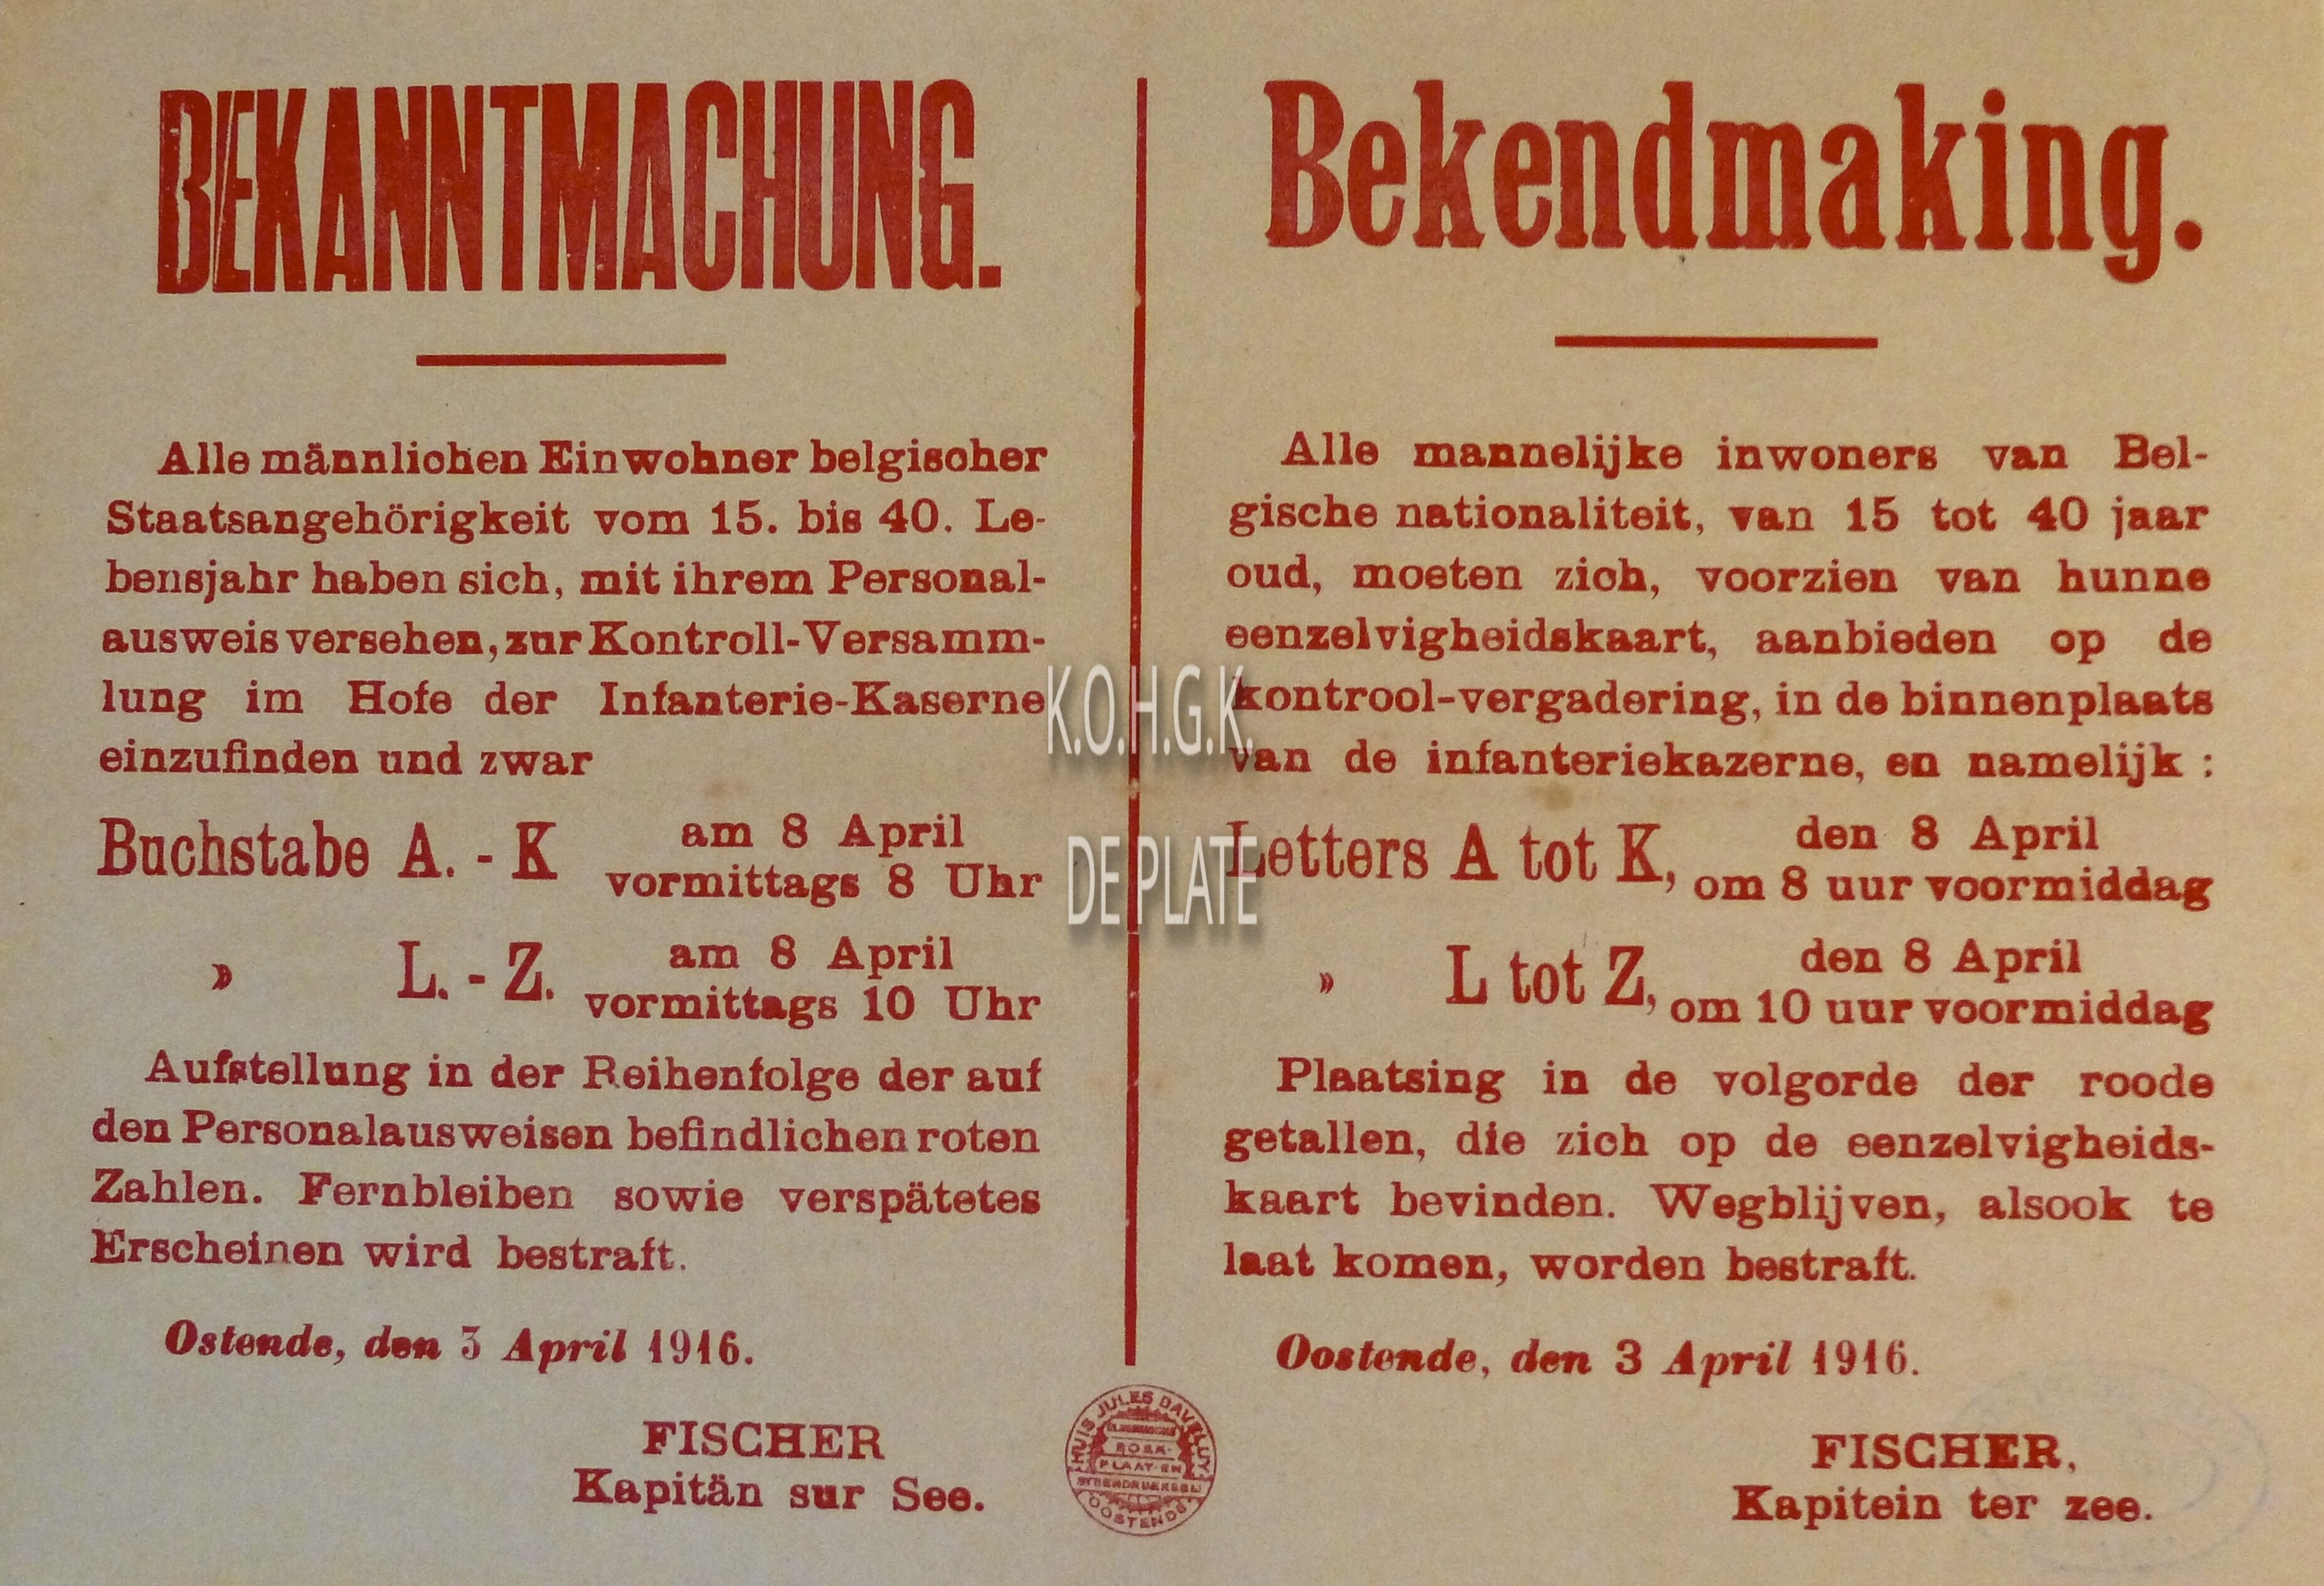 BEKANNTMACHUNG.
Alle männlichen Einwohner belgischer
Staatsangehörigkeit vom 15. bis 40. Le-
bensjahr haben sich, mit ihrem Personal-
ausweis versehen, zur Kontroll-Versamm-
lung im Hofe der Infanterie-Kaserne
einzufinden und zwar
Buchstabe A. - K am 8 April
vormittags 8 Uhr
» L. - Z. am 8 April
vormittags 10 Uhr
Aufstellung in der Reihenfolge der auf
den Personalausweisen befindlichen roten
Zahlen. Fernbleiben sowie verspätetes
Erscheinen wird bestraft.
Ostende, den 3 April 1916.
FISCHER
Kapitän sur See.
Bekendmaking.
Alle mannelijke inwoners van Bel-
gische nationaliteit, van 15 tot 40 jaar
oud, moeten zich, voorzien van hunne
eenzelvigheidskaart, aanbieden op de
kontrool-vergadering, in de binnenplaats
van de infanteriekazerne, en namelijk :
Letters A tot K, den 8 April
om 8 uur voormiddag
» L tot Z, den 8 April
om 10 uur voormiddag
Plaatsing in de volgorde der roode
getallen, die zich op de eenzelvigheids-
kaart bevinden. Wegblijven, alsook te
laat komen, worden bestraft.
Oostende, den 3 April 1916.
FISCHER,
Kapitein ter zee.
K.O.H.G.K.
DE PLATE
HUIS JULES DAVELUY
BOEK-
PLAAT- EN
STEENDRUKKERIJ
OOSTENDE